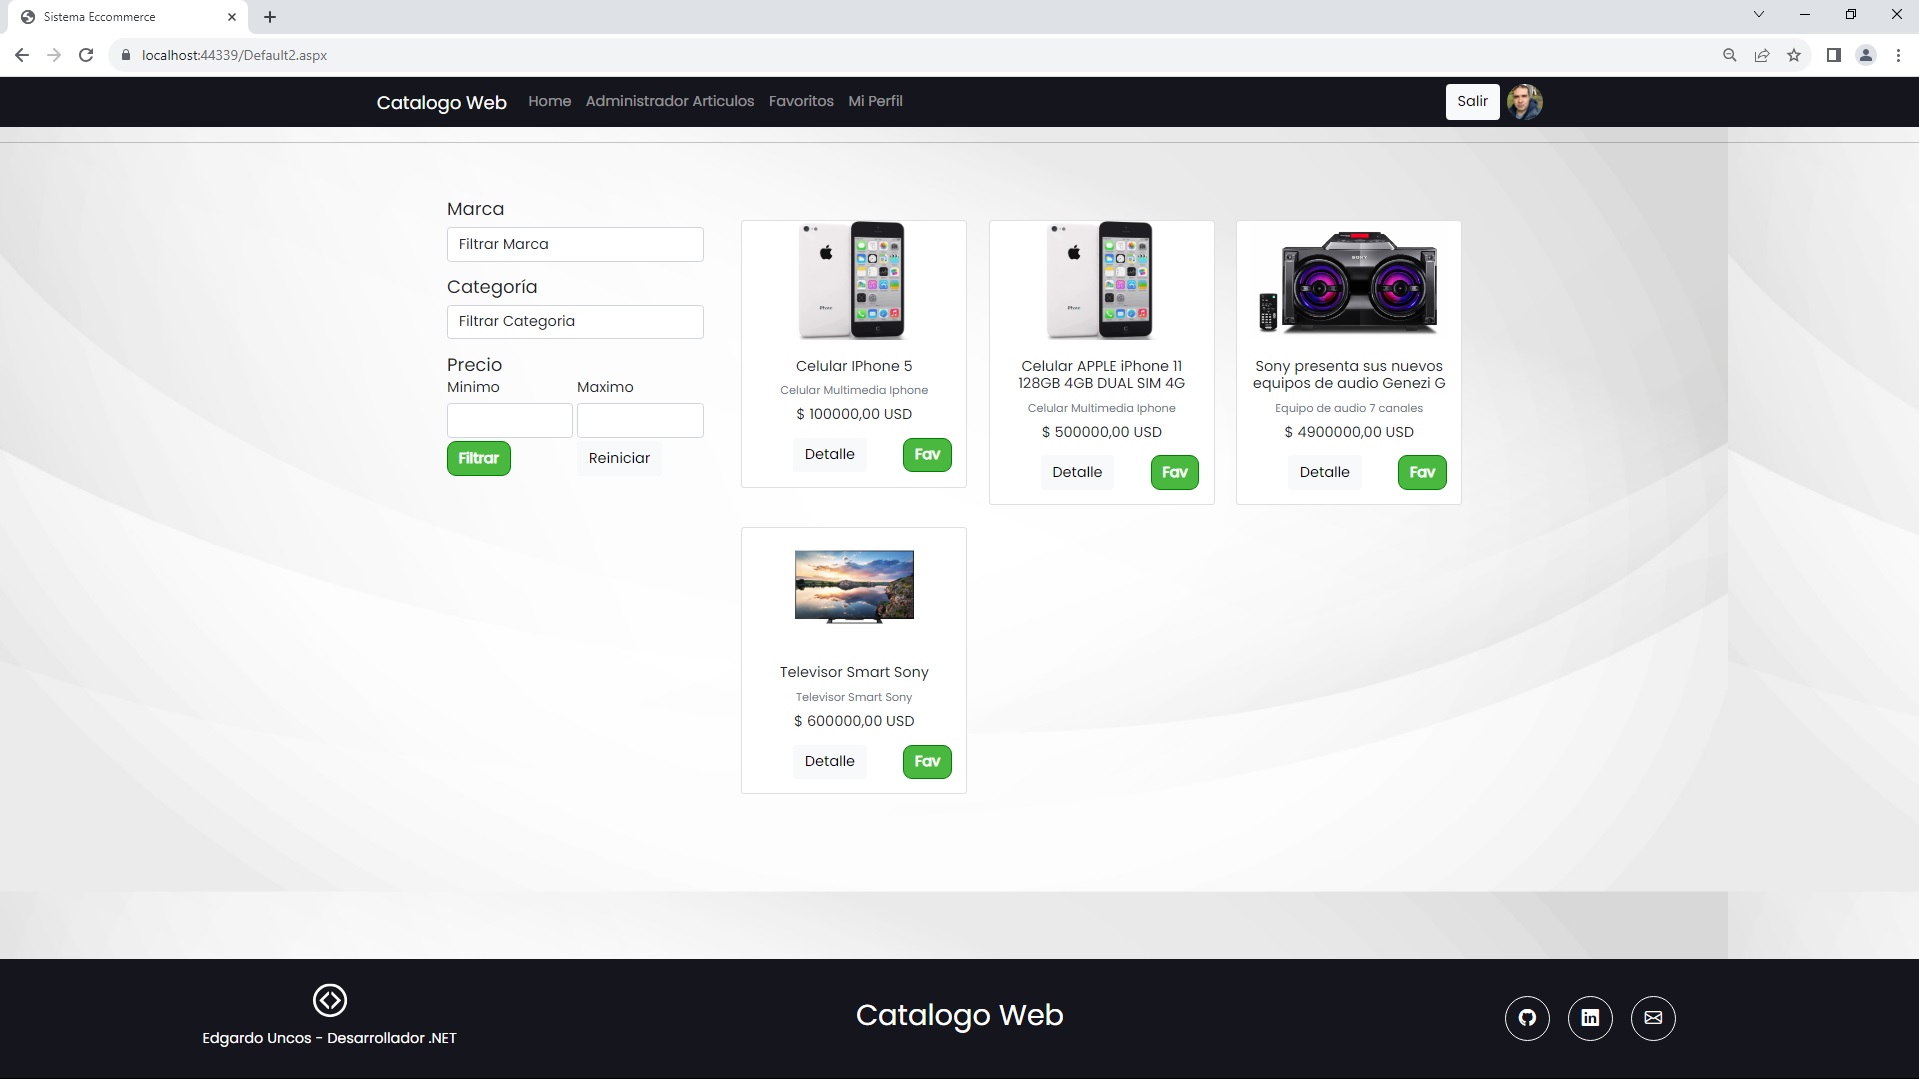 Sistema Eccommerce
localhost:44339/Default2.aspx
Catalogo Web
Home
Administrador Articulos
Favoritos
Mi Perfil
Salir
Marca
Filtrar Marca
Categoría
Filtrar Categoria
Precio
Minimo
Maximo
Filtrar
Reiniciar
Celular IPhone 5
Celular Multimedia Iphone
$ 100000,00 USD
Detalle
Fav
Celular APPLE iPhone 11
128GB 4GB DUAL SIM 4G
Celular Multimedia Iphone
$ 500000,00 USD
Detalle
Fav
SONY
Sony presenta sus nuevos
equipos de audio Genezi G
Equipo de audio 7 canales
$ 4900000,00 USD
Detalle
Fav
Televisor Smart Sony
Televisor Smart Sony
$ 600000,00 USD
Detalle
Fav
Edgardo Uncos - Desarrollador .NET
Catalogo Web